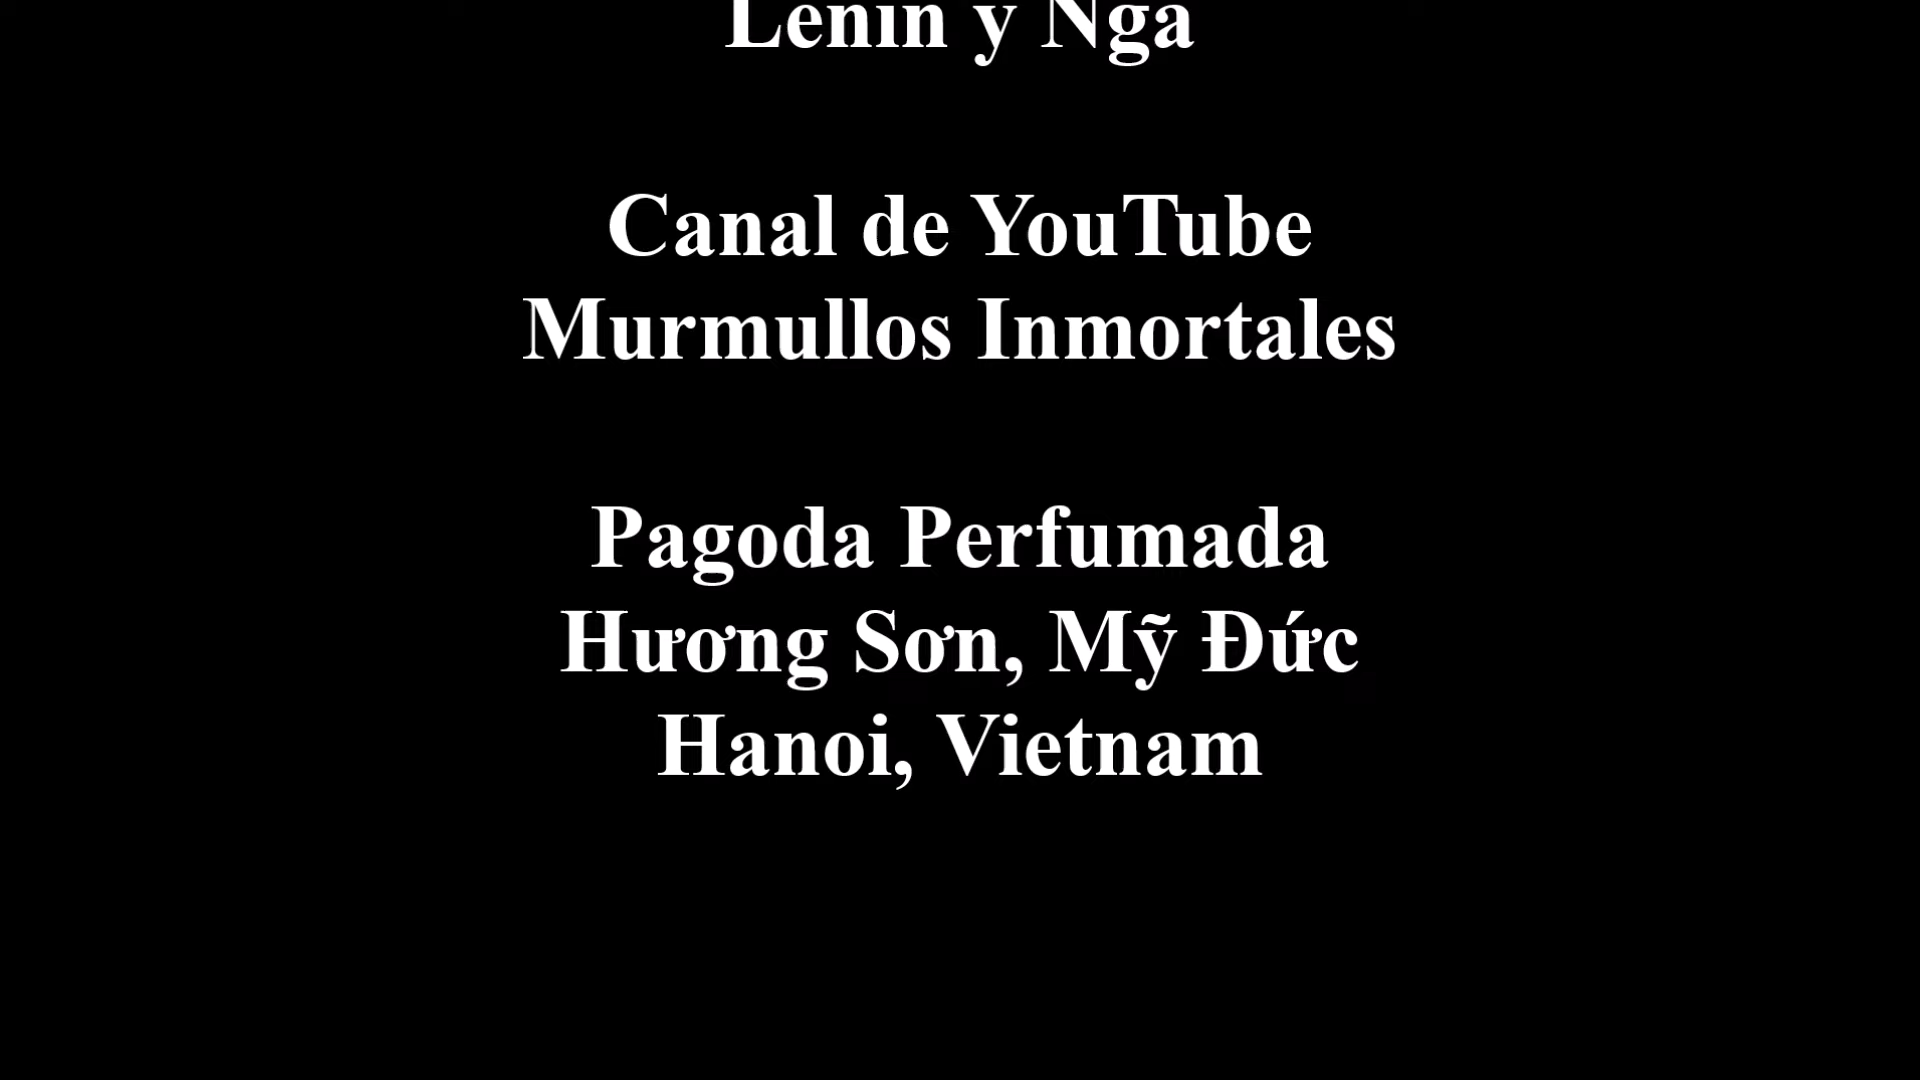 Lenin y Nga
Canal de YouTube
Murmullos Inmortales
Pagoda Perfumada
Hương Sơn, Mỹ Đức
Hanoi, Vietnam